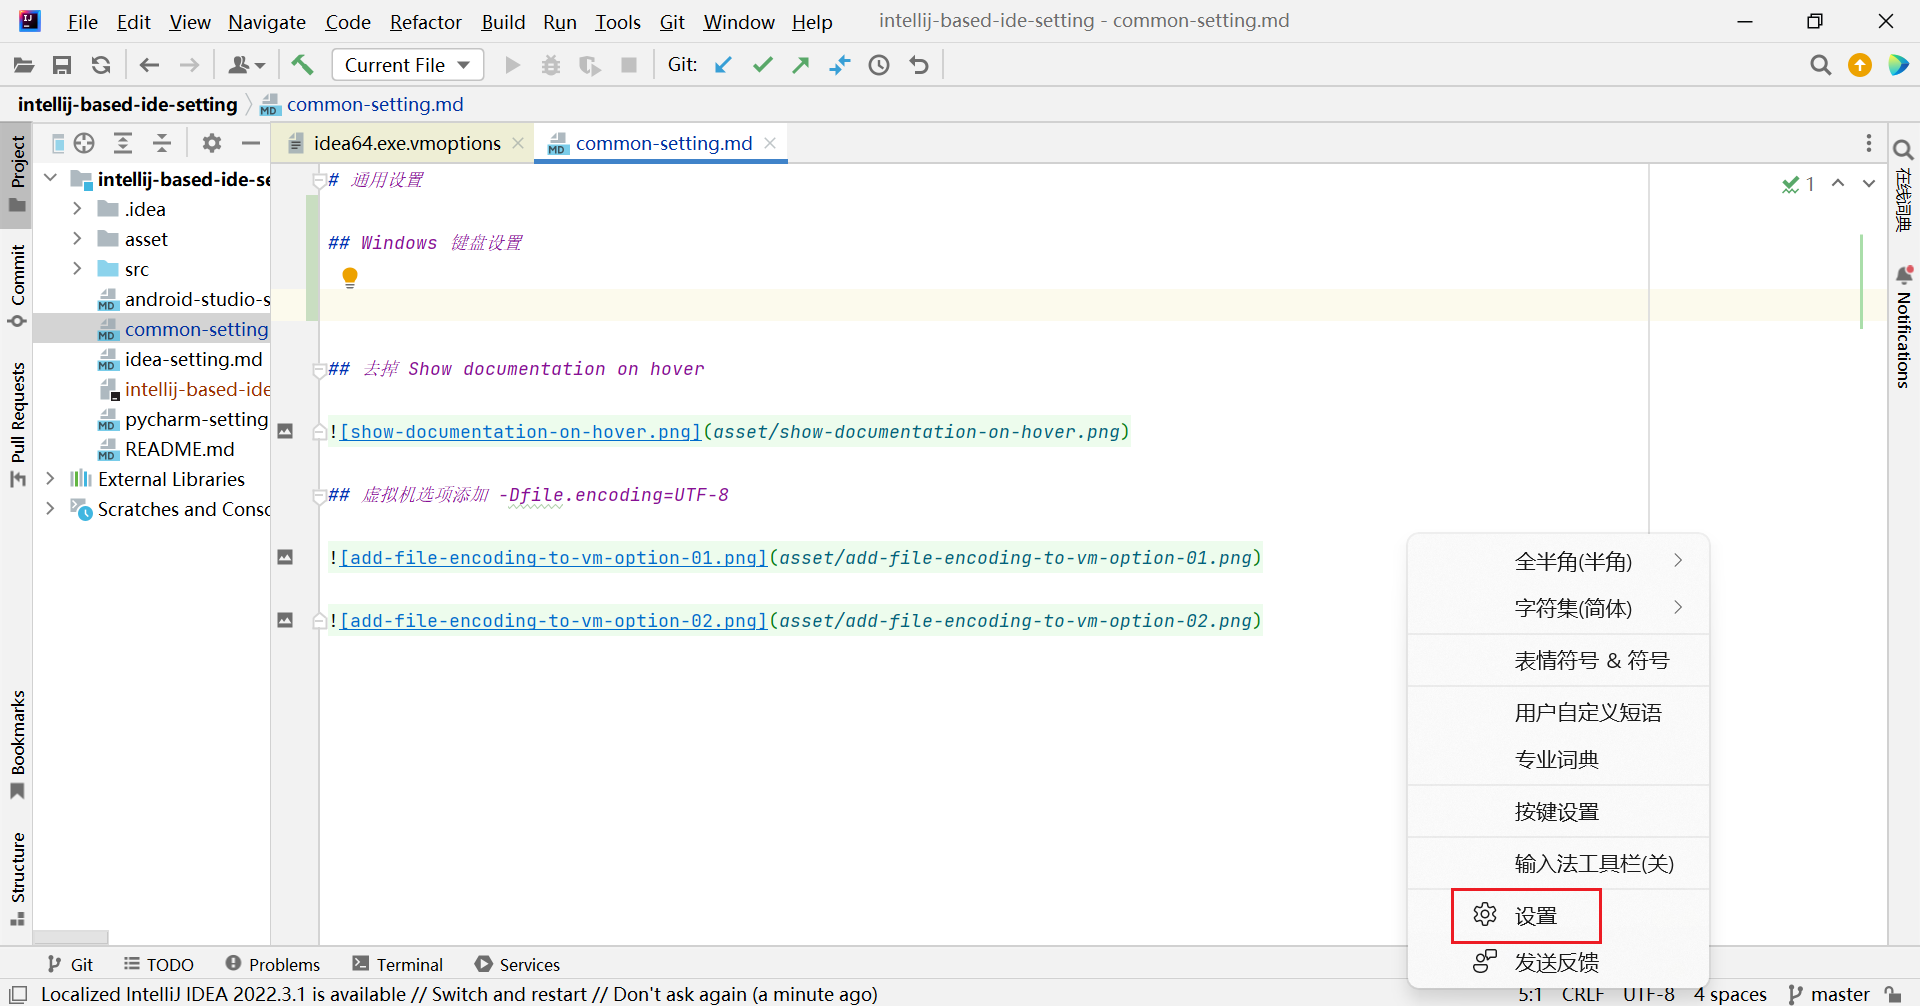 File Edit View Navigate Code Refactor Build Run Tools Git Window Help intellij-based-ide-setting - common-setting.md
Current File Git:
intellij-based-ide-setting common-setting.md
idea64.exe.vmoptions common-setting.md
Project
Commit
Pull Requests
Bookmarks
Structure
intellij-based-ide-se
.idea
asset
src
android-studio-s
common-setting
idea-setting.md
intellij-based-ide
pycharm-setting
README.md
External Libraries
Scratches and Conso
# 通用设置
1
## Windows 键盘设置
## 去掉 Show documentation on hover
![show-documentation-on-hover.png](asset/show-documentation-on-hover.png)
## 虚拟机选项添加 -Dfile.encoding=UTF-8
![add-file-encoding-to-vm-option-01.png](asset/add-file-encoding-to-vm-option-01.png)
![add-file-encoding-to-vm-option-02.png](asset/add-file-encoding-to-vm-option-02.png)
在线词典
Notifications
全半角(半角)
字符集(简体)
表情符号 & 符号
用户自定义短语
专业词典
按键设置
输入法工具栏(关)
设置
发送反馈
Git TODO Problems Terminal Services
Localized IntelliJ IDEA 2022.3.1 is available // Switch and restart // Don't ask again (a minute ago) 5:1 CRLF UTF-8 4 spaces master